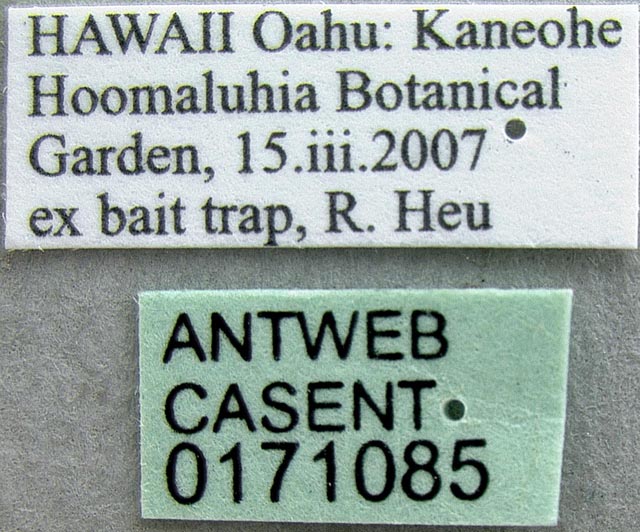 HAWAII Oahu: Kaneohe
Hoomaluhia Botanical
Garden, 15.iii.2007
ex bait trap, R. Heu
ANTWEB
CASENT
0171085